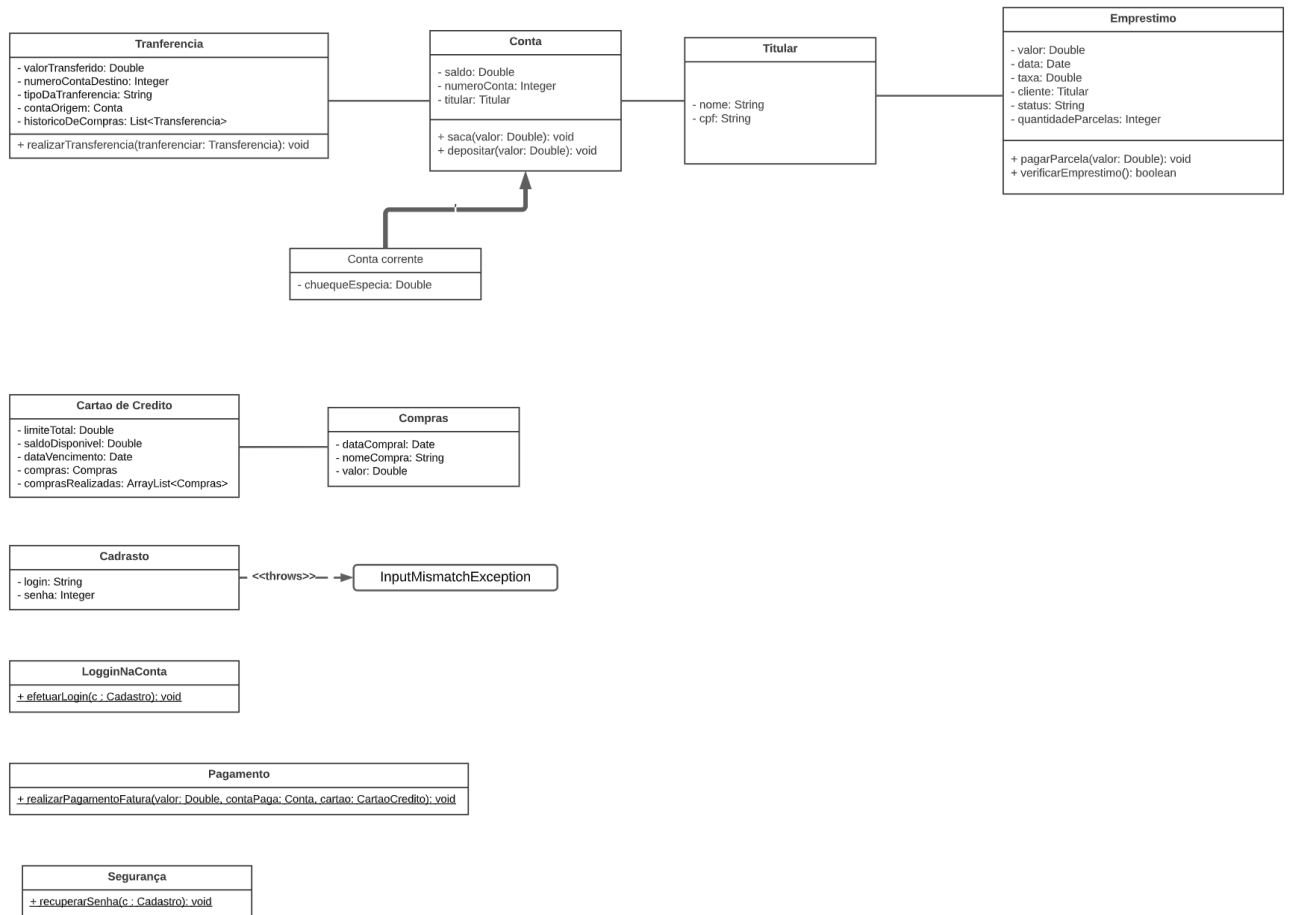 Tranferencia
- valorTransferido: Double
- numeroContaDestino: Integer
- tipoDaTranferencia: String
- contaOrigem: Conta
- historicoDeCompras: List<Transferencia>
+ realizarTransferencia(tranferenciar: Transferencia): void
Conta
- saldo: Double
- numeroConta: Integer
- titular: Titular
+ saca(valor: Double): void
+ depositar(valor: Double): void
Titular
- nome: String
- cpf: String
Emprestimo
- valor: Double
- data: Date
- taxa: Double
- cliente: Titular
- status: String
- quantidadeParcelas: Integer
+ pagarParcela(valor: Double): void
+ verificarEmprestimo(): boolean
Conta corrente
- chuequeEspecia: Double
Cartao de Credito
- limiteTotal: Double
- saldoDisponivel: Double
- dataVencimento: Date
- compras: Compras
- comprasRealizadas: ArrayList<Compras>
Compras
- dataCompral: Date
- nomeCompra: String
- valor: Double
Cadrasto
- login: String
- senha: Integer
<<throws>>
InputMismatchException
LogginNaConta
+ efetuarLogin(c : Cadastro): void
Pagamento
+ realizarPagamentoFatura(valor: Double, contaPaga: Conta, cartao: CartaoCredito): void
Segurança
+ recuperarSenha(c : Cadastro): void